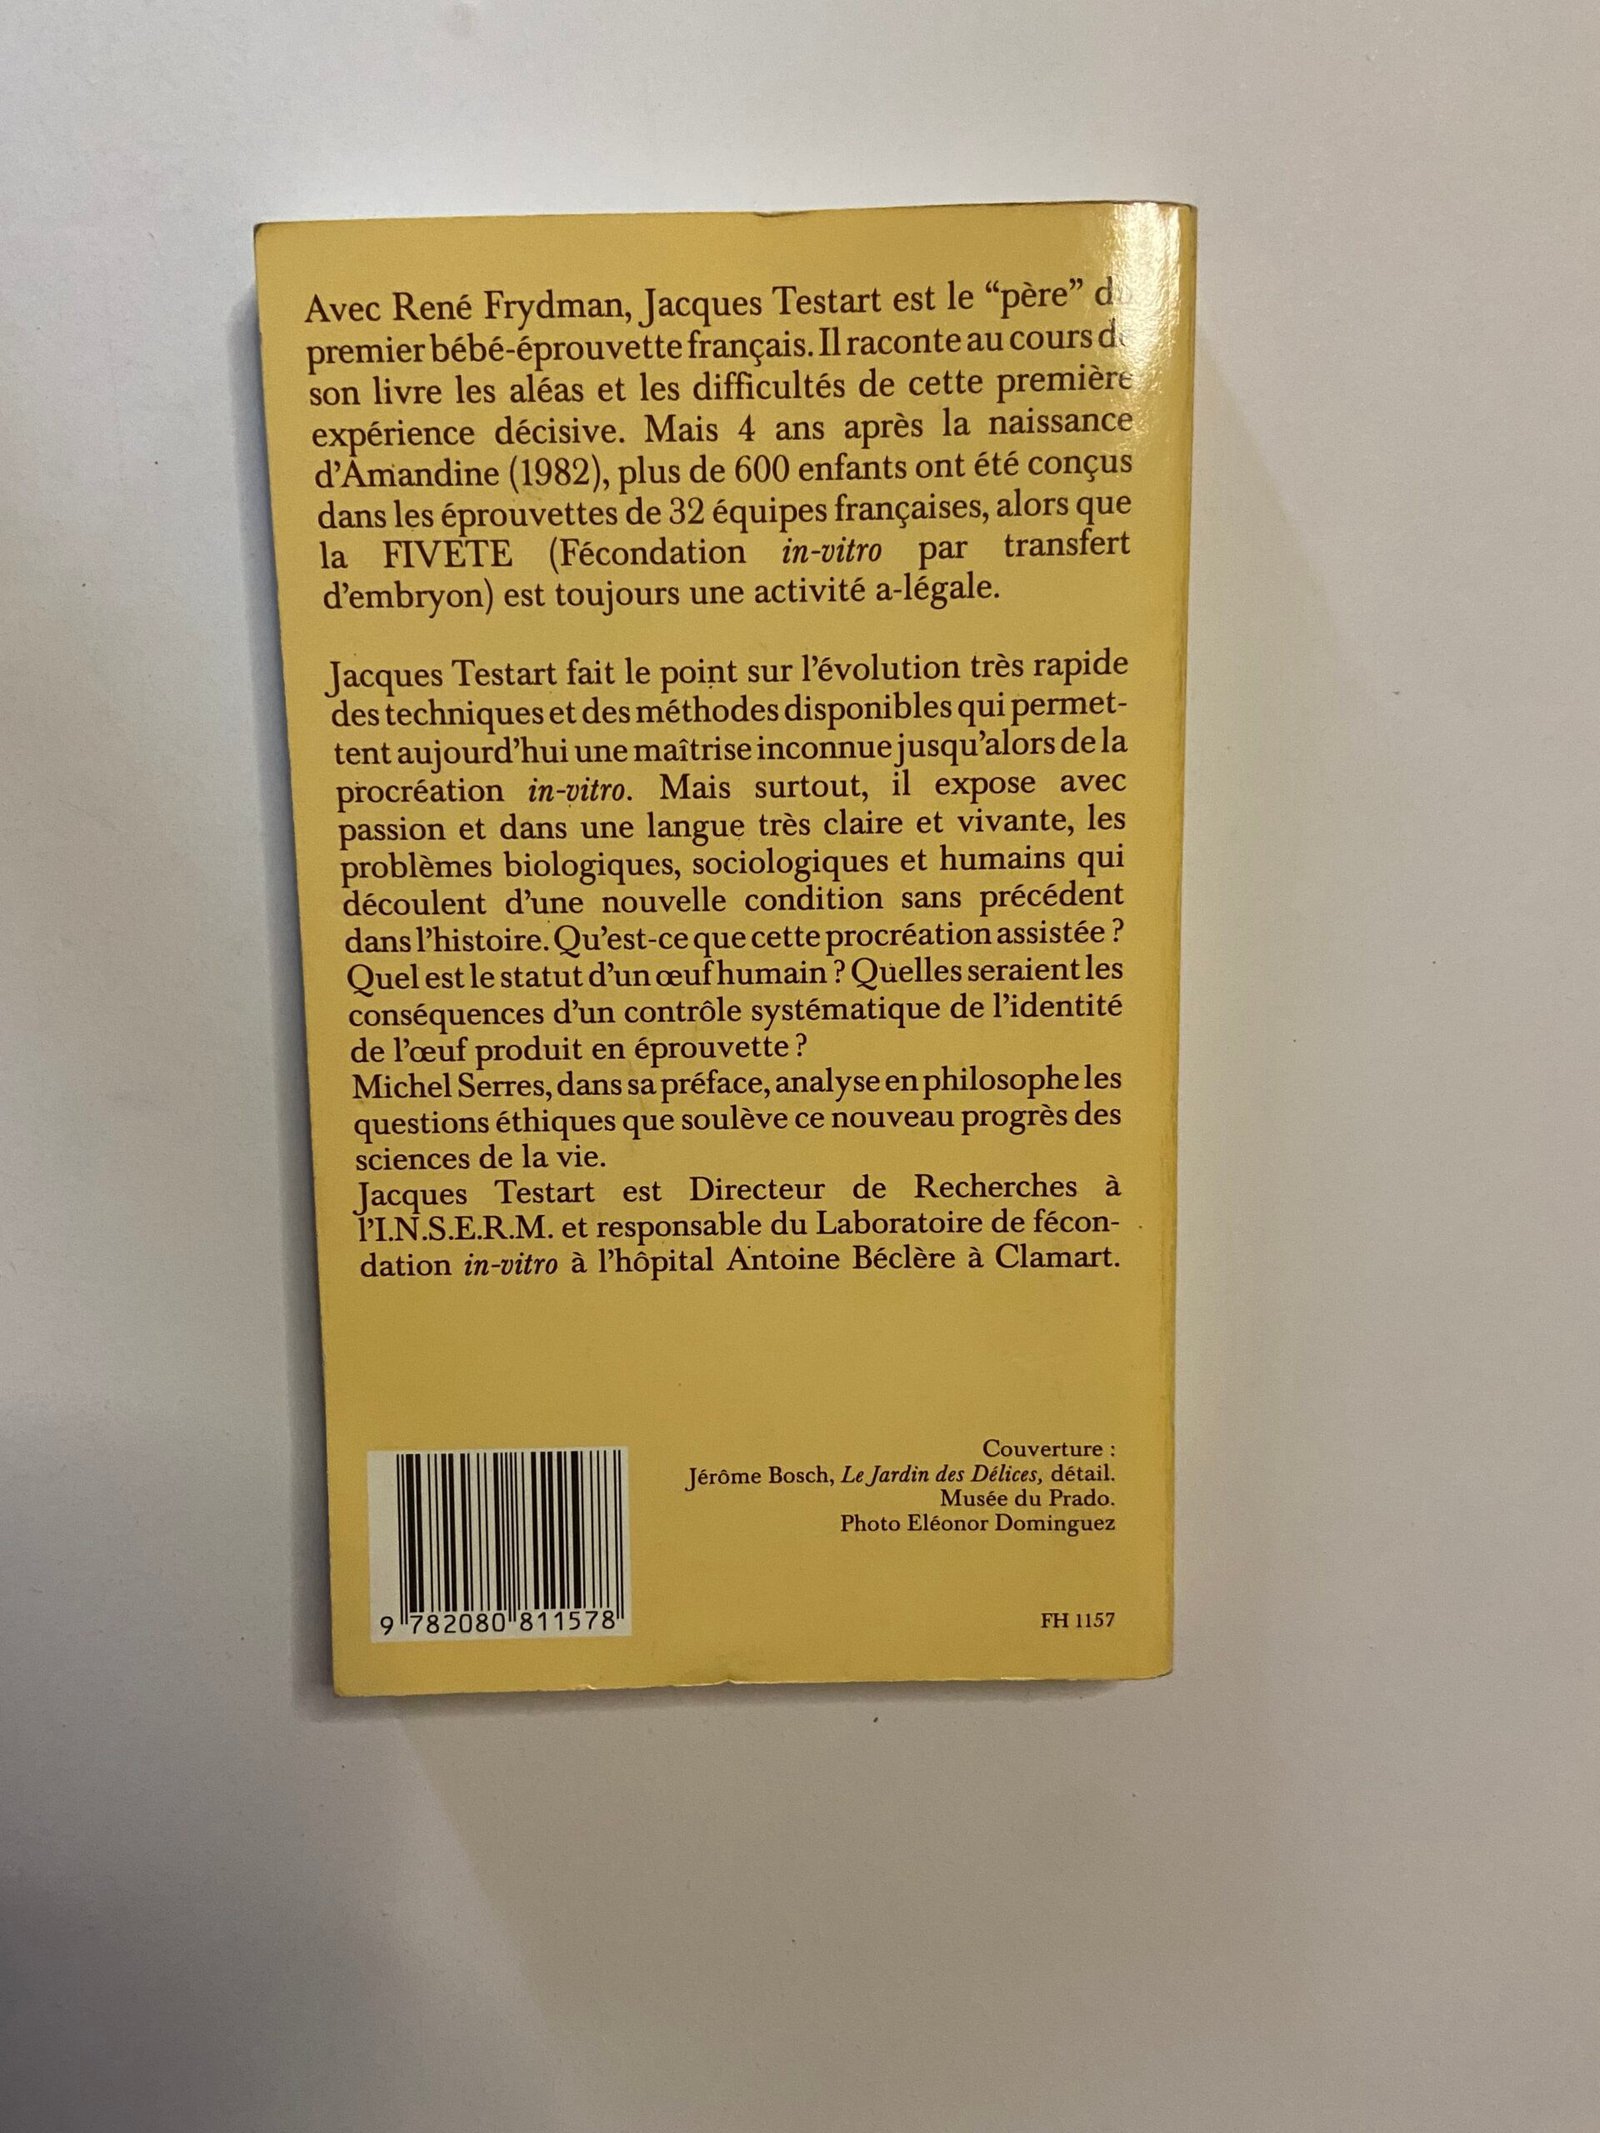 Avec René Frydman, Jacques Testart est le “père” du
premier bébé-éprouvette français. Il raconte au cours de
son livre les aléas et les difficultés de cette première
expérience décisive. Mais 4 ans après la naissance
d’Amandine (1982), plus de 600 enfants ont été conçus
dans les éprouvettes de 32 équipes françaises, alors que
la FIVETE (Fécondation in-vitro par transfert
d’embryon) est toujours une activité a-légale.
Jacques Testart fait le point sur l’évolution très rapide
des techniques et des méthodes disponibles qui permet-
tent aujourd’hui une maîtrise inconnue jusqu’alors de la
procréation in-vitro. Mais surtout, il expose avec
passion et dans une langue très claire et vivante, les
problèmes biologiques, sociologiques et humains qui
découlent d’une nouvelle condition sans précédent
dans l’histoire. Qu’est-ce que cette procréation assistée ?
Quel est le statut d’un œuf humain ? Quelles seraient les
conséquences d’un contrôle systématique de l’identité
de l’œuf produit en éprouvette ?
Michel Serres, dans sa préface, analyse en philosophe les
questions éthiques que soulève ce nouveau progrès des
sciences de la vie.
Jacques Testart est Directeur de Recherches à
l’I.N.S.E.R.M. et responsable du Laboratoire de fécon-
dation in-vitro à l’hôpital Antoine Béclère à Clamart.
Couverture :
Jérôme Bosch, Le Jardin des Délices, détail.
Musée du Prado.
Photo Eléonor Dominguez
9 782080 811578
FH 1157